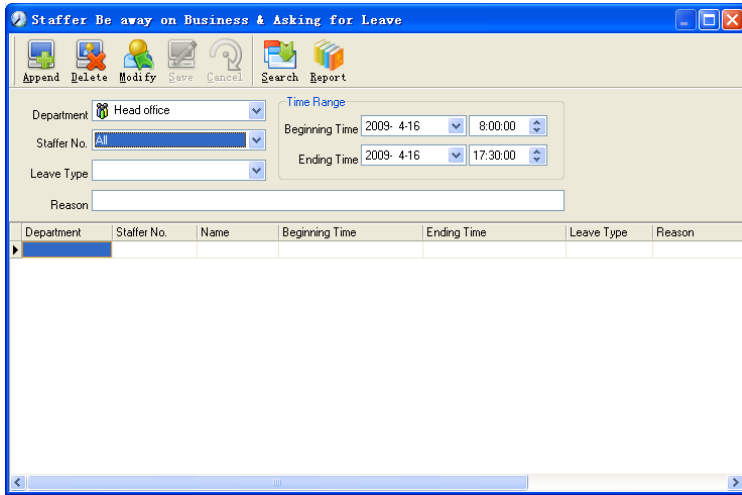 Staffer Be away on Business & Asking for Leave
Append Delete Modify Save Cancel Search Report
Time Range
Department Head office
Beginning Time 2009- 4-16 8:00:00
Staffer No. All
Ending Time 2009- 4-16 17:30:00
Leave Type
Reason
Department Staffer No. Name Beginning Time Ending Time Leave Type Reason